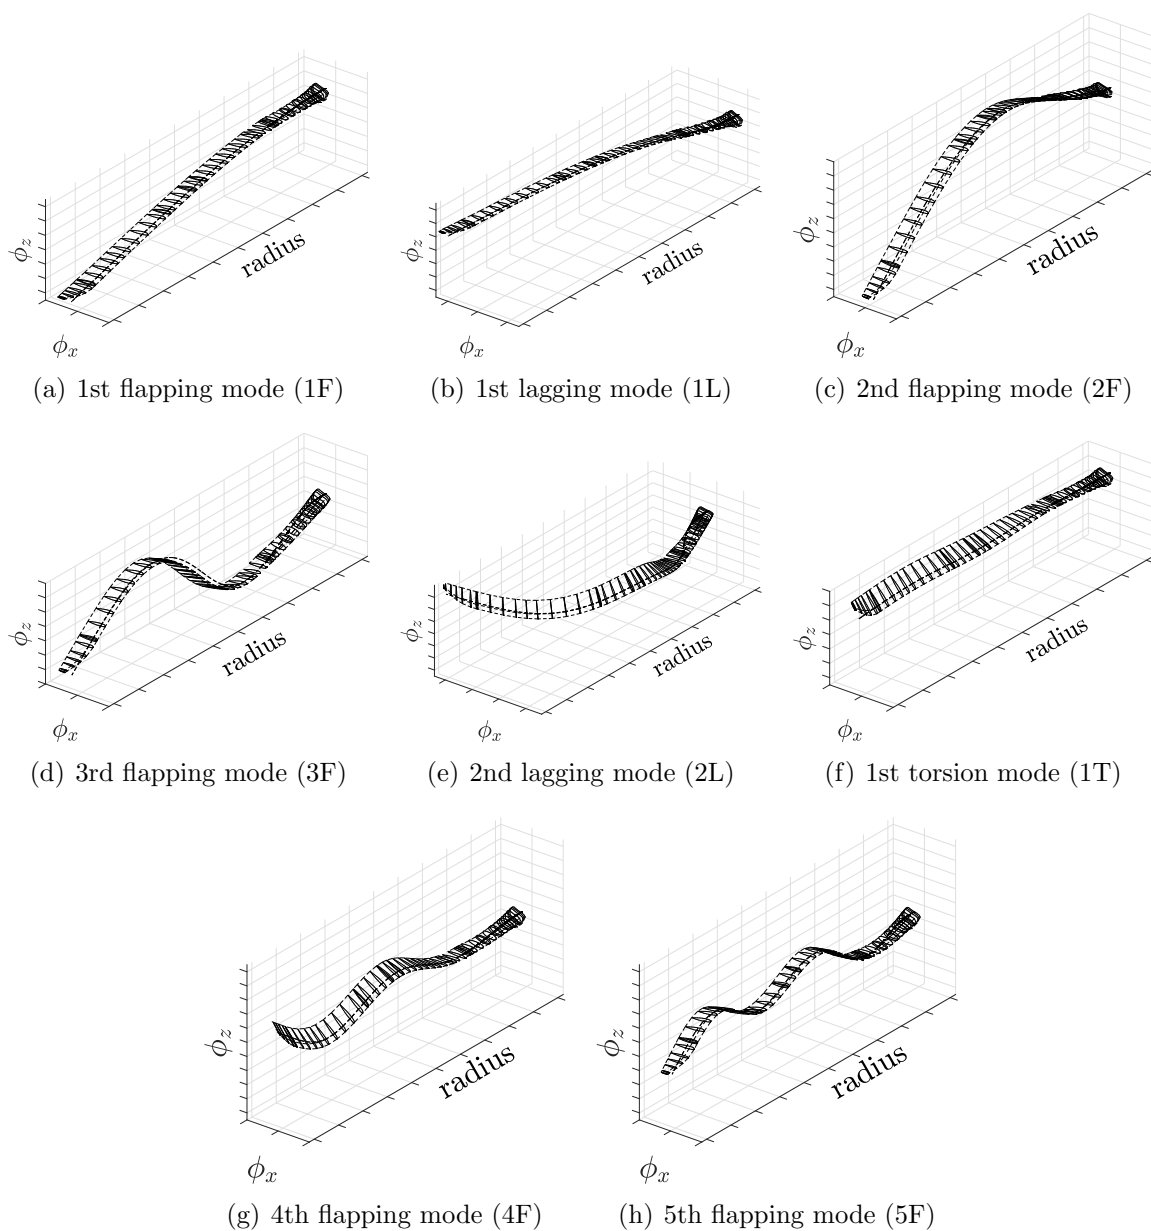 ϕz
radius
ϕx
(a) 1st flapping mode (1F)
ϕz
radius
ϕx
(b) 1st lagging mode (1L)
ϕz
radius
ϕx
(c) 2nd flapping mode (2F)
ϕz
radius
ϕx
(d) 3rd flapping mode (3F)
ϕz
radius
ϕx
(e) 2nd lagging mode (2L)
ϕz
radius
ϕx
(f) 1st torsion mode (1T)
ϕz
radius
ϕx
(g) 4th flapping mode (4F)
ϕz
radius
ϕx
(h) 5th flapping mode (5F)